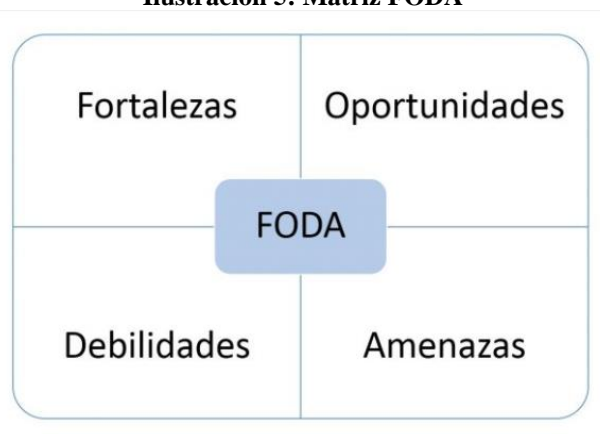 Ilustración 5: Matriz FODA
Fortalezas
Oportunidades
FODA
Debilidades
Amenazas